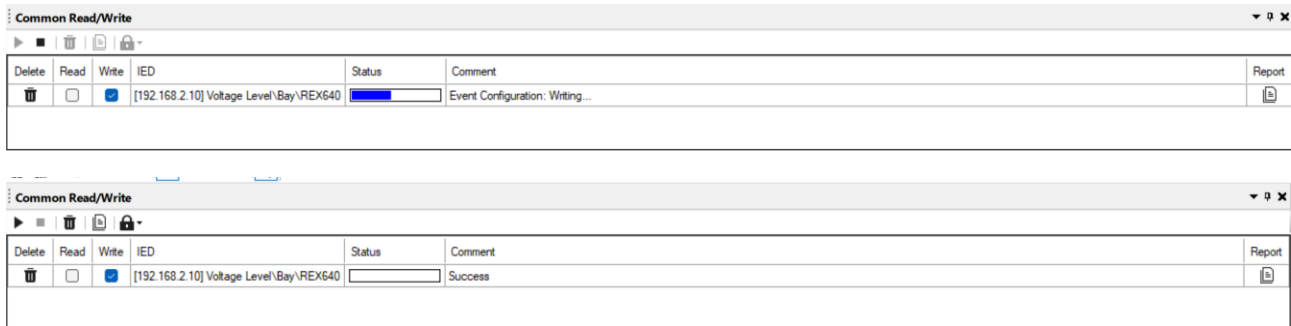 Common Read/Write
Delete Read Write IED Status Comment Report
[192.168.2.10] Voltage Level\Bay\REX640 Event Configuration: Writing...
Common Read/Write
Delete Read Write IED Status Comment Report
[192.168.2.10] Voltage Level\Bay\REX640 Success